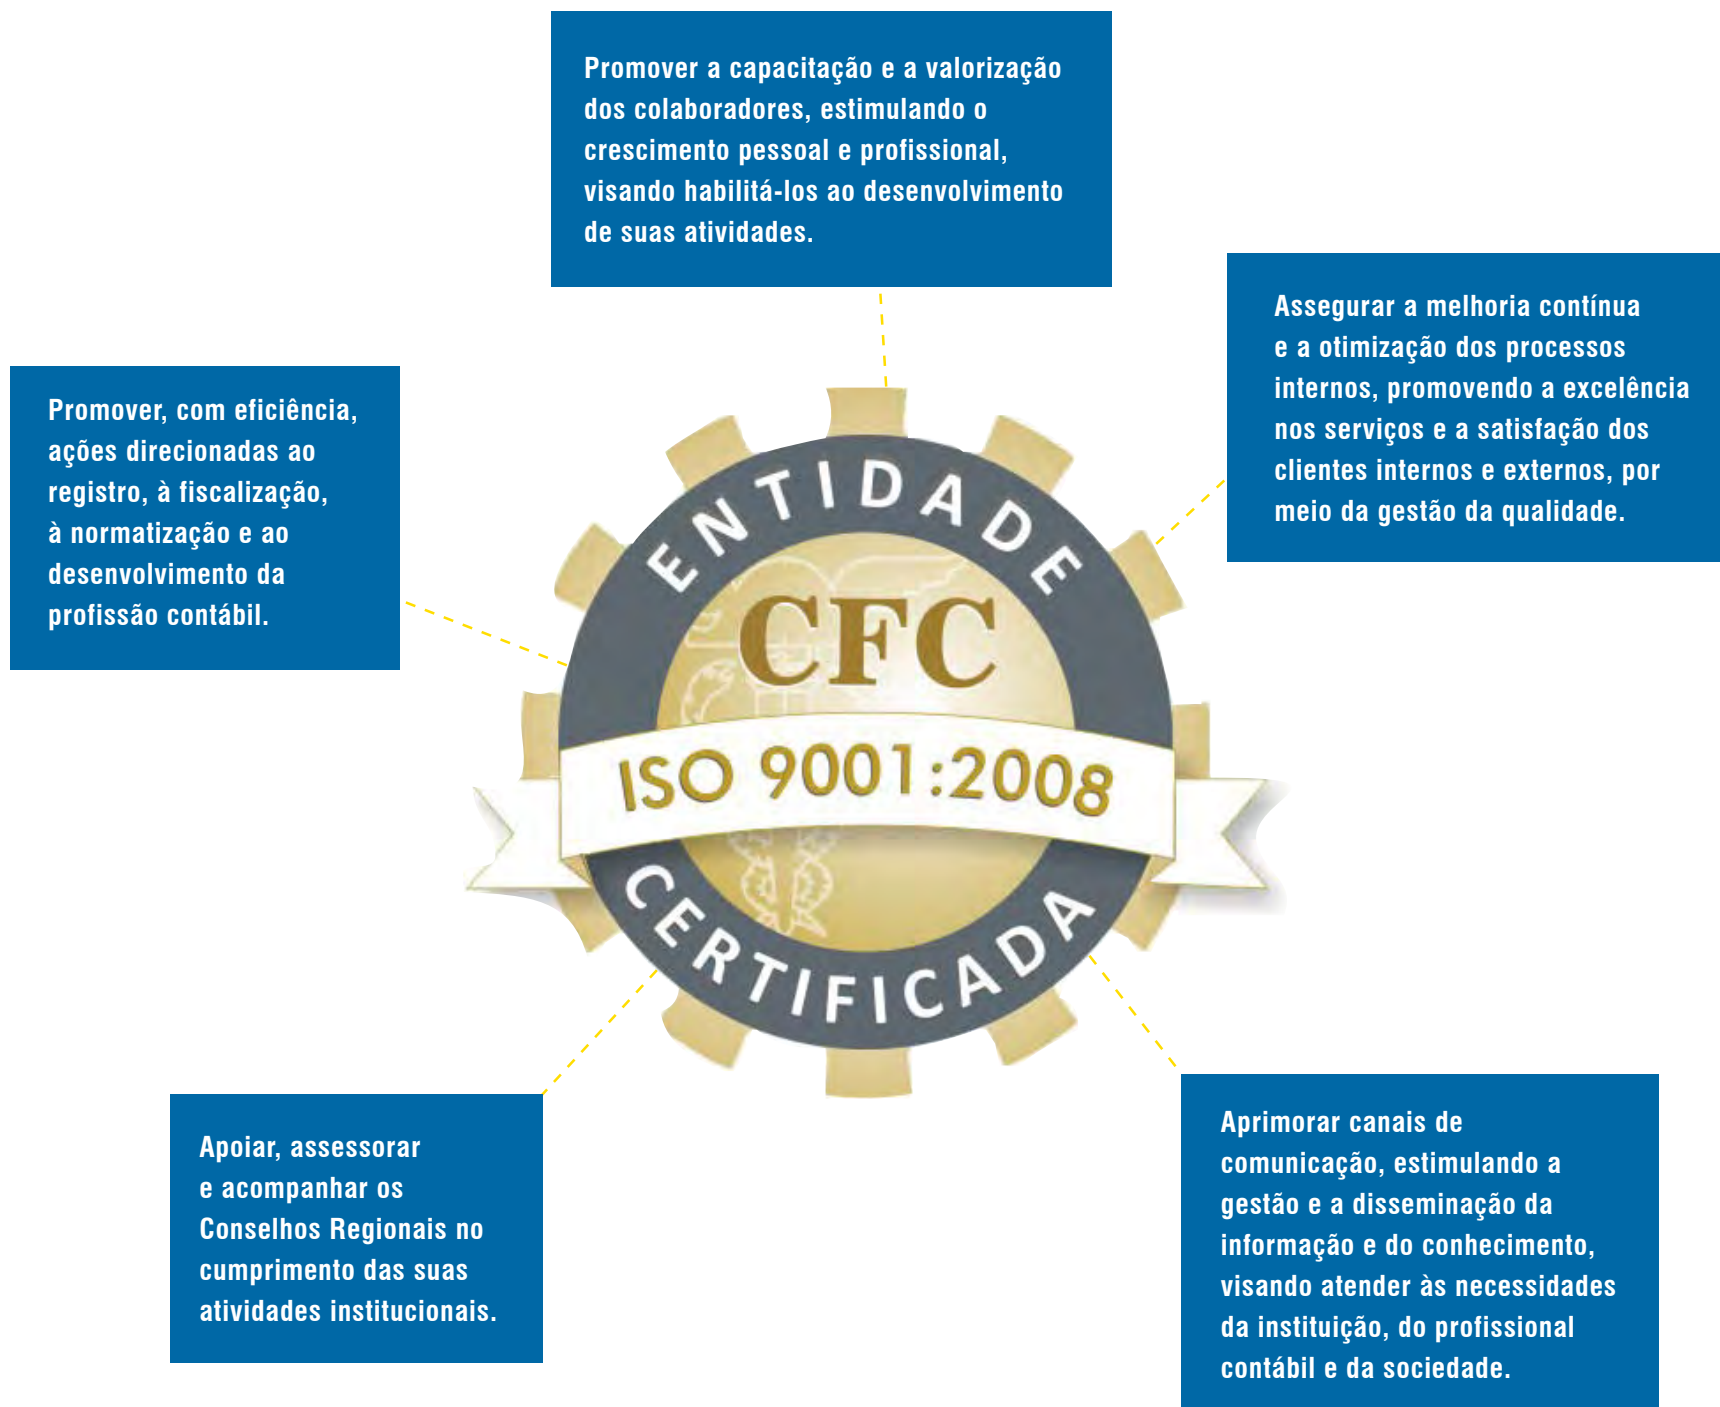 Promover a capacitação e a valorização
dos colaboradores, estimulando o
crescimento pessoal e profissional,
visando habilitá-los ao desenvolvimento
de suas atividades.
Assegurar a melhoria contínua
e a otimização dos processos
internos, promovendo a excelência
nos serviços e a satisfação dos
clientes internos e externos, por
meio da gestão da qualidade.
Promover, com eficiência,
ações direcionadas ao
registro, à fiscalização,
à normatização e ao
desenvolvimento da
profissão contábil.
ENTIDADE
CFC
ISO 9001:2008
CERTIFICADA
Apoiar, assessorar
e acompanhar os
Conselhos Regionais no
cumprimento das suas
atividades institucionais.
Aprimorar canais de
comunicação, estimulando a
gestão e a disseminação da
informação e do conhecimento,
visando atender às necessidades
da instituição, do profissional
contábil e da sociedade.